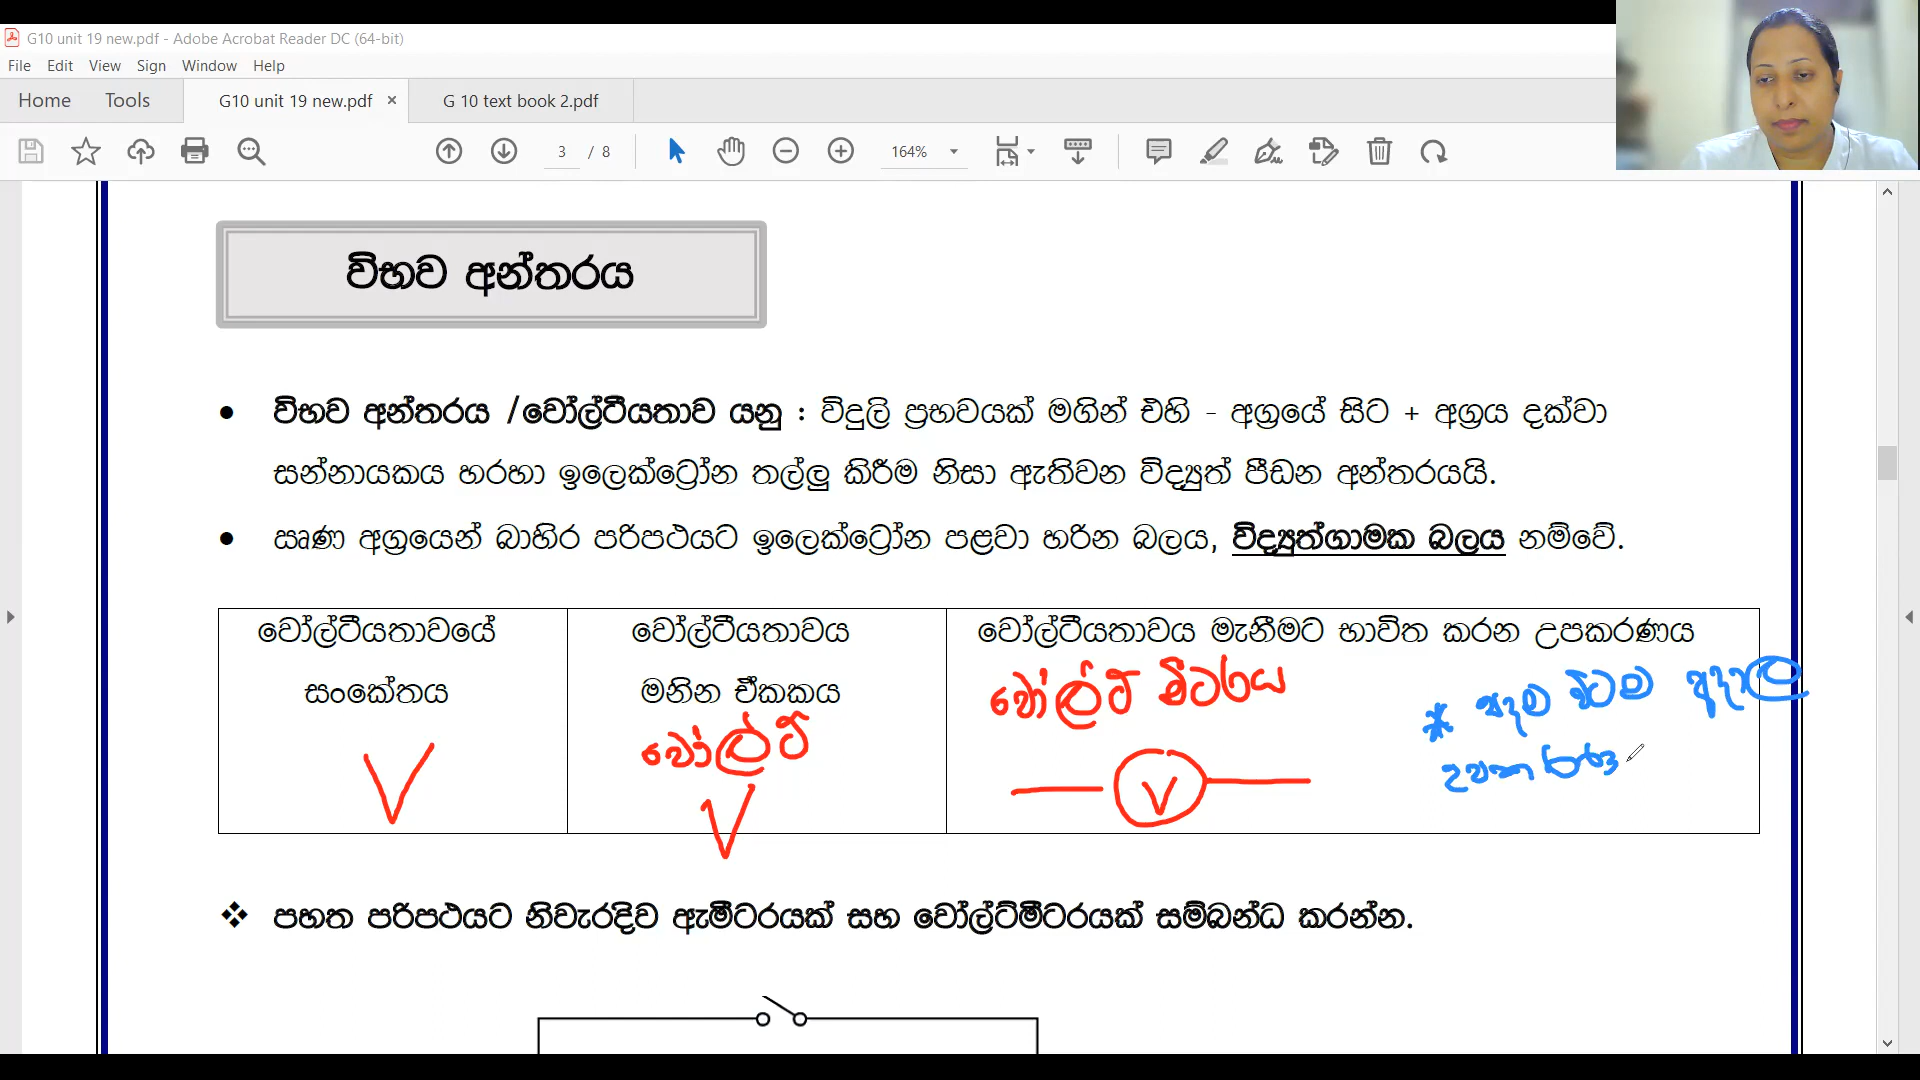 G10 unit 19 new.pdf - Adobe Acrobat Reader DC (64-bit)
File Edit View Sign Window Help
Home Tools G10 unit 19 new.pdf × G 10 text book 2.pdf
3 / 8 164%
විභව අන්තරය
• විභව අන්තරය /වෝල්ටීයතාව යනු : විදුලි ප්‍රභවයක් මගින් එහි - අග්‍රයේ සිට + අග්‍රය දක්වා
සන්නායකය හරහා ඉලෙක්ට්‍රෝන තල්ලු කිරීම නිසා ඇතිවන විද්‍යුත් පීඩන අන්තරයයි.
• ඍණ අග්‍රයෙන් බාහිර පරිපථයට ඉලෙක්ට්‍රෝන පළවා හරින බලය, විද්‍යුත්ගාමක බලය නම්වේ.
වෝල්ටීයතාවයේ
සංකේතය
V
වෝල්ටීයතාවය
මනින ඒකකය
වෝල්ට්
V
වෝල්ටීයතාවය මැනීමට භාවිත කරන උපකරණය
වෝල්ට් මීටරය
V
* සෑම විටම අදාල
උපකරණ
❖ පහත පරිපථයට නිවැරදිව ඇමීටරයක් සහ වෝල්ට්මීටරයක් සම්බන්ධ කරන්න.